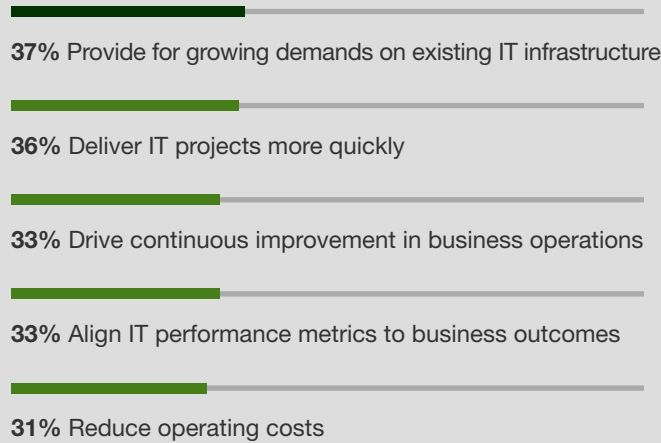 37% Provide for growing demands on existing IT infrastructure
36% Deliver IT projects more quickly
33% Drive continuous improvement in business operations
33% Align IT performance metrics to business outcomes
31% Reduce operating costs